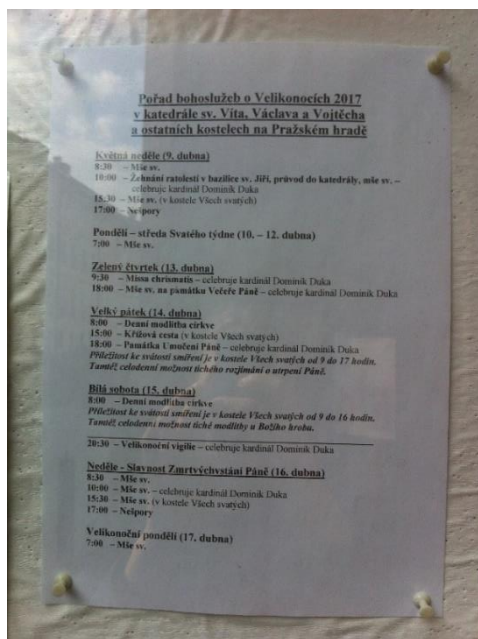 Pořad bohoslužeb o Velikonocích 2017
v katedrále sv. Víta, Václava a Vojtěcha
a ostatních kostelech na Pražském hradě
Květná neděle (9. dubna)
8:30 – Mše sv.
10:00 – Žehnání ratolestí v bazilice sv. Jiří, průvod do katedrály, mše sv. –
celebruje kardinál Dominik Duka
15:30 – Mše sv. (v kostele Všech svatých)
17:00 – Nešpory
Pondělí – středa Svatého týdne (10. – 12. dubna)
7:00 – Mše sv.
Zelený čtvrtek (13. dubna)
9:30 – Missa chrismatis – celebruje kardinál Dominik Duka
18:00 – Mše sv. na památku Večeře Páně – celebruje kardinál Dominik Duka
Velký pátek (14. dubna)
8:00 – Denní modlitba církve
15:00 – Křížová cesta (v kostele Všech svatých)
18:00 – Památka Umučení Páně – celebruje kardinál Dominik Duka
Příležitost ke svátosti smíření je v kostele Všech svatých od 9 do 17 hodin.
Tamtéž celodenní možnost tichého rozjímání o utrpení Páně.
Bílá sobota (15. dubna)
8:00 – Denní modlitba církve
Příležitost ke svátosti smíření je v kostele Všech svatých od 9 do 16 hodin.
Tamtéž celodenní možnost tiché modlitby u Božího hrobu.
20:30 – Velikonoční vigilie – celebruje kardinál Dominik Duka
Neděle - Slavnost Zmrtvýchvstání Páně (16. dubna)
8:30 – Mše sv.
10:00 – Mše sv. – celebruje kardinál Dominik Duka
15:30 – Mše sv. (v kostele Všech svatých)
17:00 – Nešpory
Velikonoční pondělí (17. dubna)
7:00 – Mše sv.